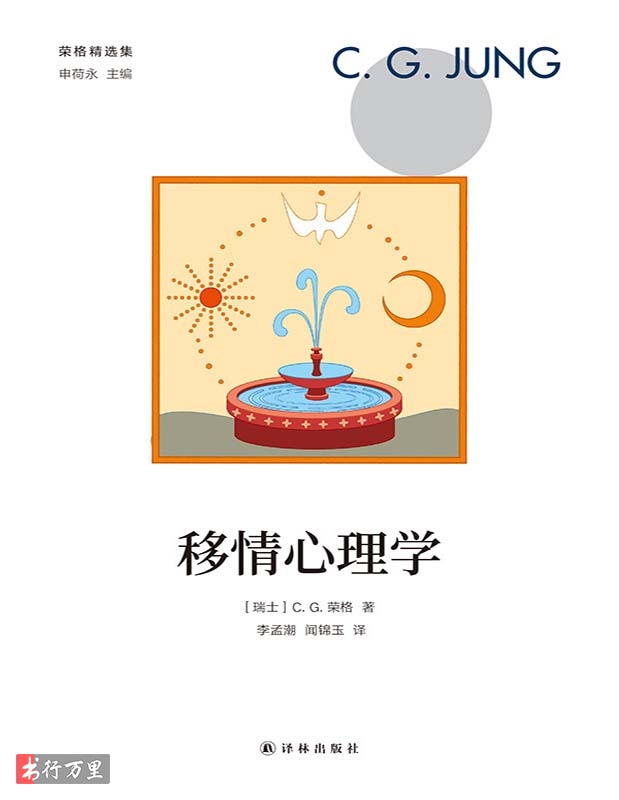 荣格精选集
申荷永 主编
C. G. JUNG
移情心理学
[瑞士] C. G. 荣格 著
李孟潮 闻锦玉 译
译林出版社
书行万里